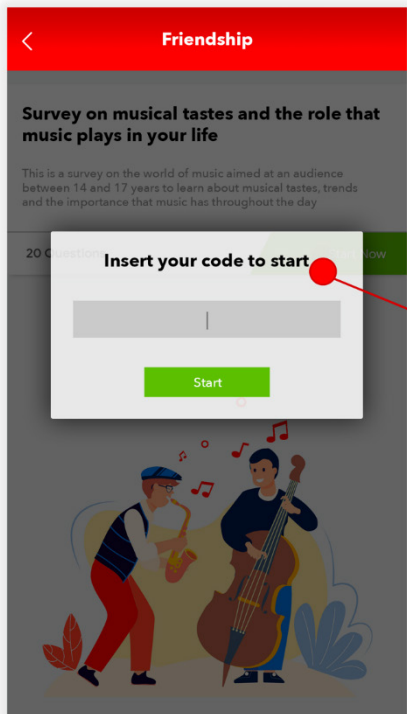 Friendship
Survey on musical tastes and the role that
music plays in your life
This is a survey on the world of music aimed at an audience
between 14 and 17 years to learn about musical tastes, trends
and the importance that music has throughout the day
20 Questions
Now
Insert your code to start
Start